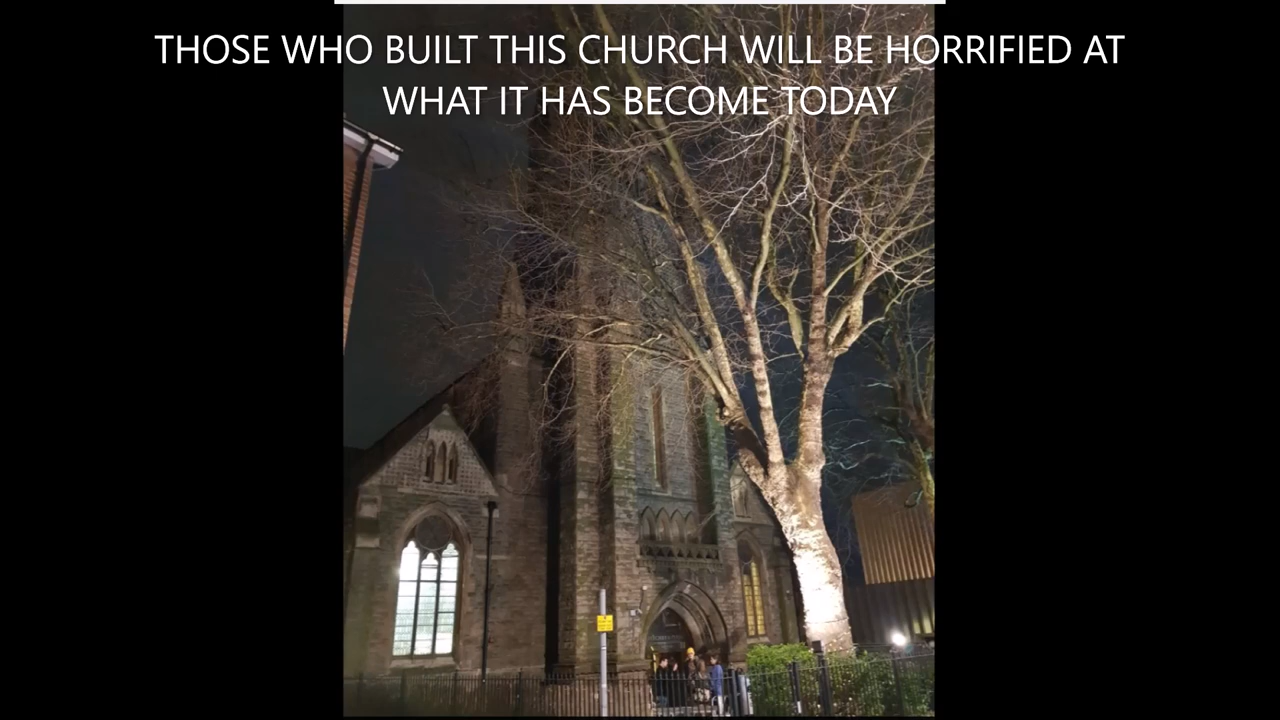 THOSE WHO BUILT THIS CHURCH WILL BE HORRIFIED AT
WHAT IT HAS BECOME TODAY